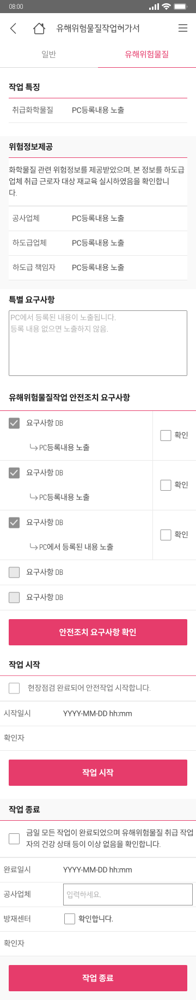 08:00
유해위험물질작업허가서
일반
유해위험물질
작업 특징
취급화학물질 PC등록내용 노출
위험정보제공
화학물질 관련 위험정보를 제공받았으며, 본 정보를 하도급
업체 취급 근로자 대상 재교육 실시하였음을 확인합니
다.
공사업체 PC등록내용 노출
하도급업체 PC등록내용 노출
하도급 책임자 PC등록내용 노출
특별 요구사항
PC에서 등록된 내용이 노출됩니다.
등록 내용 없으면 노출하지 않음.
유해위험물질작업 안전조치 요구사항
요구사항 DB
확인
PC등록내용 노출
요구사항 DB
확인
PC등록내용 노출
요구사항 DB
확인
PC에서 등록된 내용 노출
요구사항 DB
요구사항 DB
안전조치 요구사항 확인
작업 시작
현장점검 완료되어 안전작업 시작합니다.
시작일시 YYYY-MM-DD hh:mm
확인자
작업 시작
작업 종료
금일 모든 작업이 완료되었으며 유해위험물질 취급 작업
자의 건강 상태 등이 이상 없음을 확인합니다.
완료일시 YYYY-MM-DD hh:mm
공사업체 입력하세요.
방재센터 확인합니다.
확인자
작업 종료